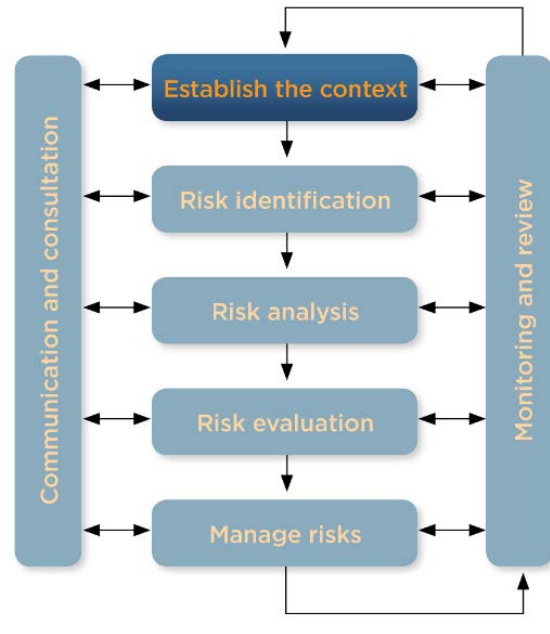 Establish the context
Risk identification
Risk analysis
Risk evaluation
Manage risks
Communication and consultation
Monitoring and review